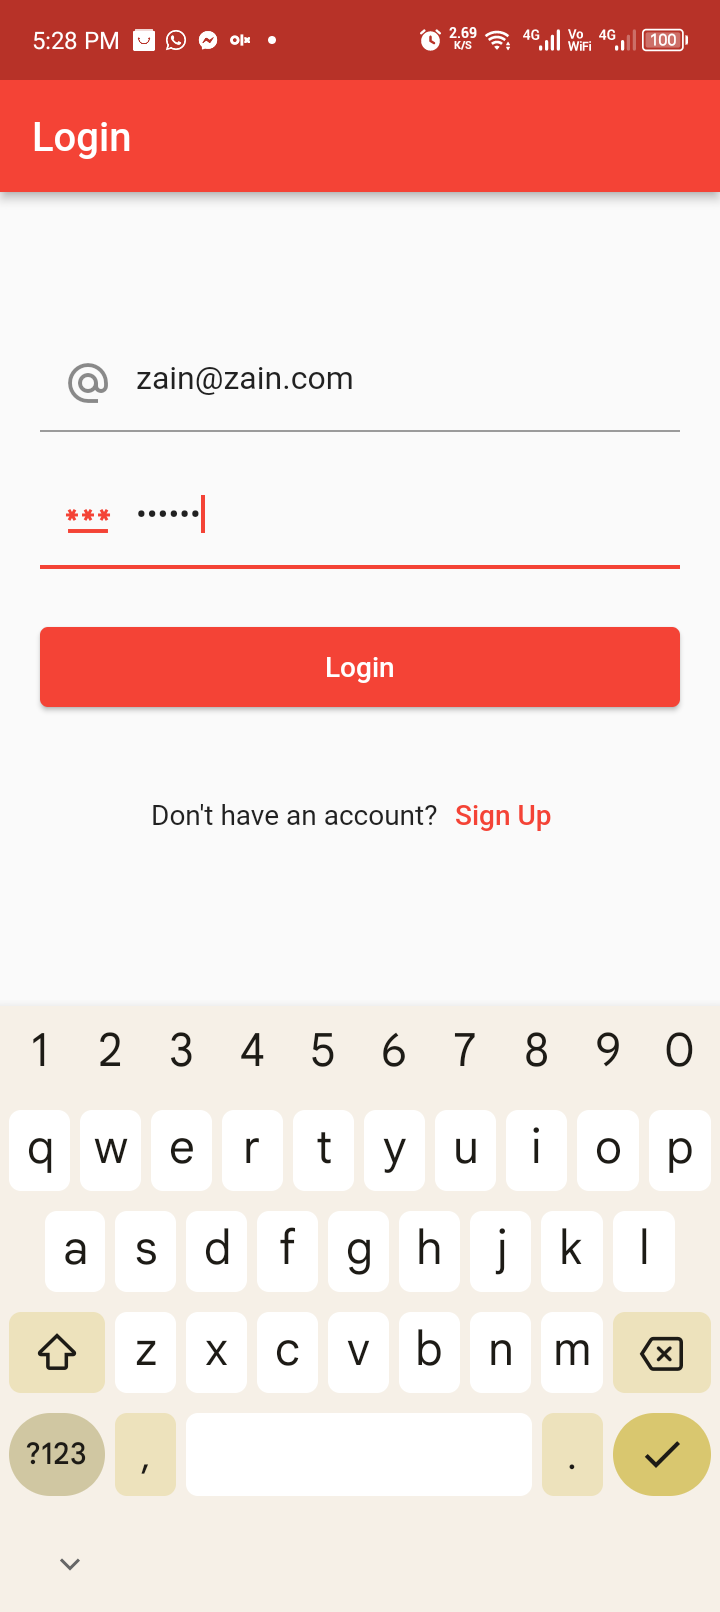 5:28 PM olx 2.69 K/S 4G Vo WiFi 4G 100
Login
zain@zain.com
***
••••••
Login
Don't have an account? Sign Up
1 2 3 4 5 6 7 8 9 0
q w e r t y u i o p
a s d f g h j k l
z x c v b n m
?123 , .